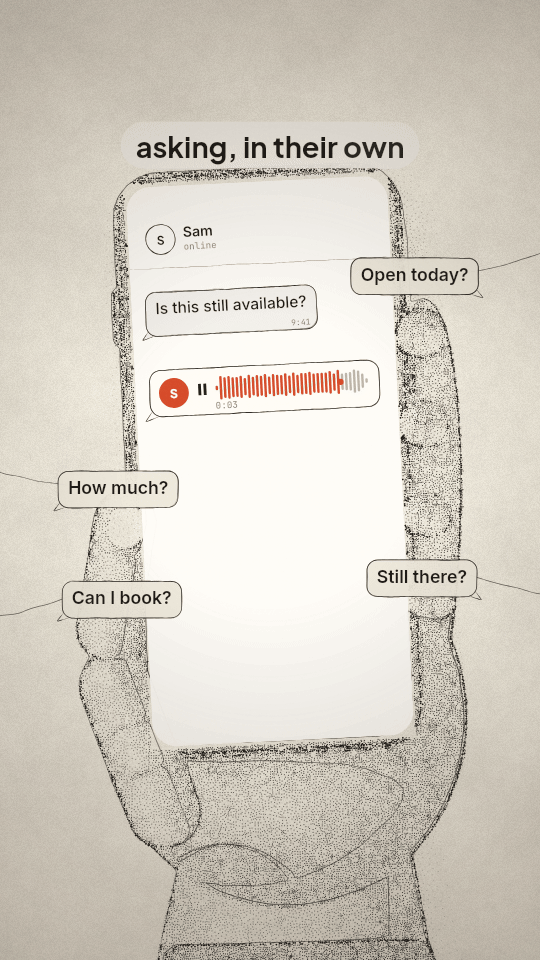 asking, in their own
S
Sam
online
Open today?
Is this still available?
9:41
S
0:03
How much?
Still there?
Can I book?